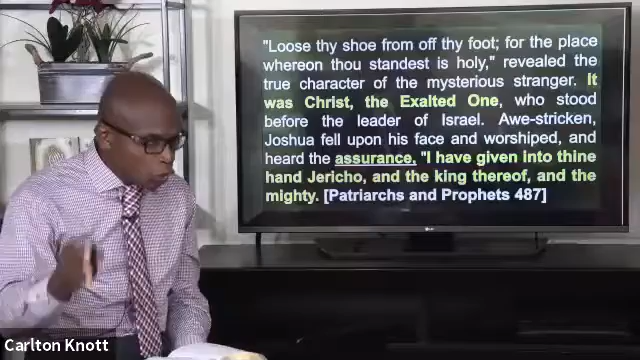 "Loose thy shoe from off thy foot; for the place
whereon thou standest is holy," revealed the
true character of the mysterious stranger. It
was Christ, the Exalted One, who stood
before the leader of Israel. Awe-stricken,
Joshua fell upon his face and worshiped, and
heard the assurance, "I have given into thine
hand Jericho, and the king thereof, and the
mighty. [Patriarchs and Prophets 487]
Carlton Knott